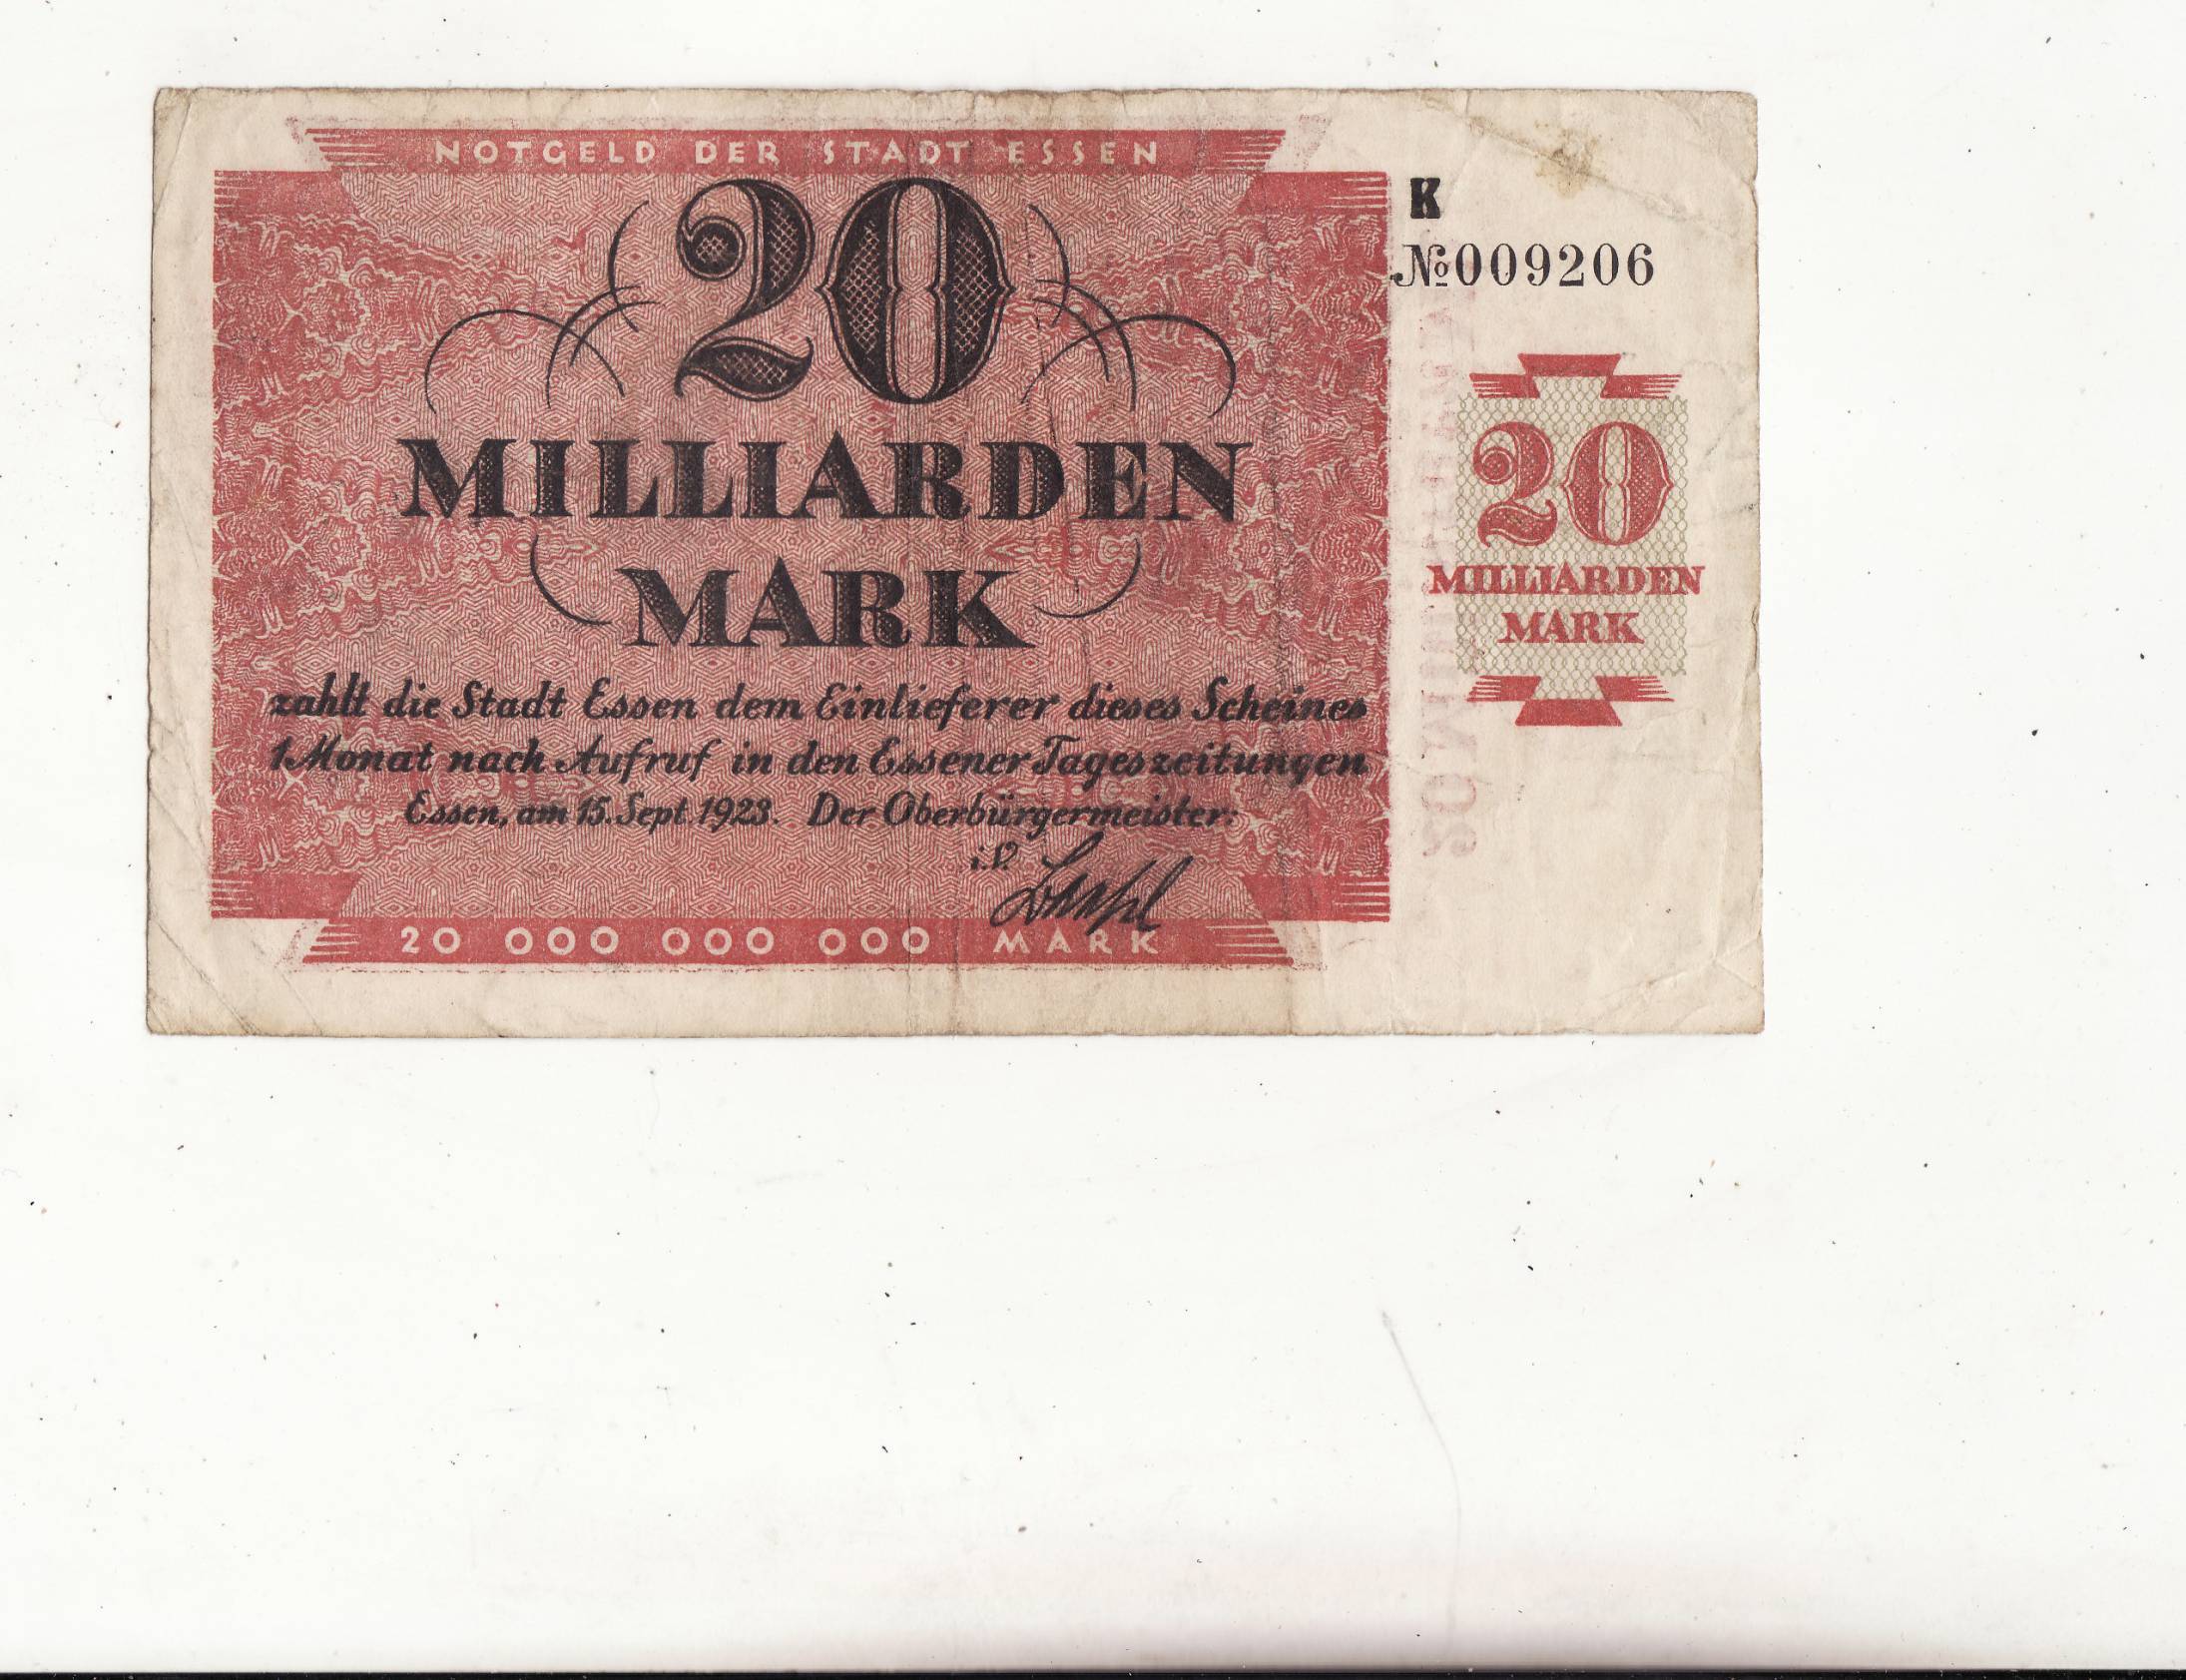 NOTGELD DER STADT ESSEN
20
MILLIARDEN
MARK
zahlt die Stadt Essen dem Einlieferer dieses Scheines
1 Monat nach Aufruf in den Essener Tageszeitungen
Essen, am 15. Sept. 1923. Der Oberbürgermeister:
i.V.
20 000 000 000 MARK
K
№009206
20
MILLIARDEN
MARK